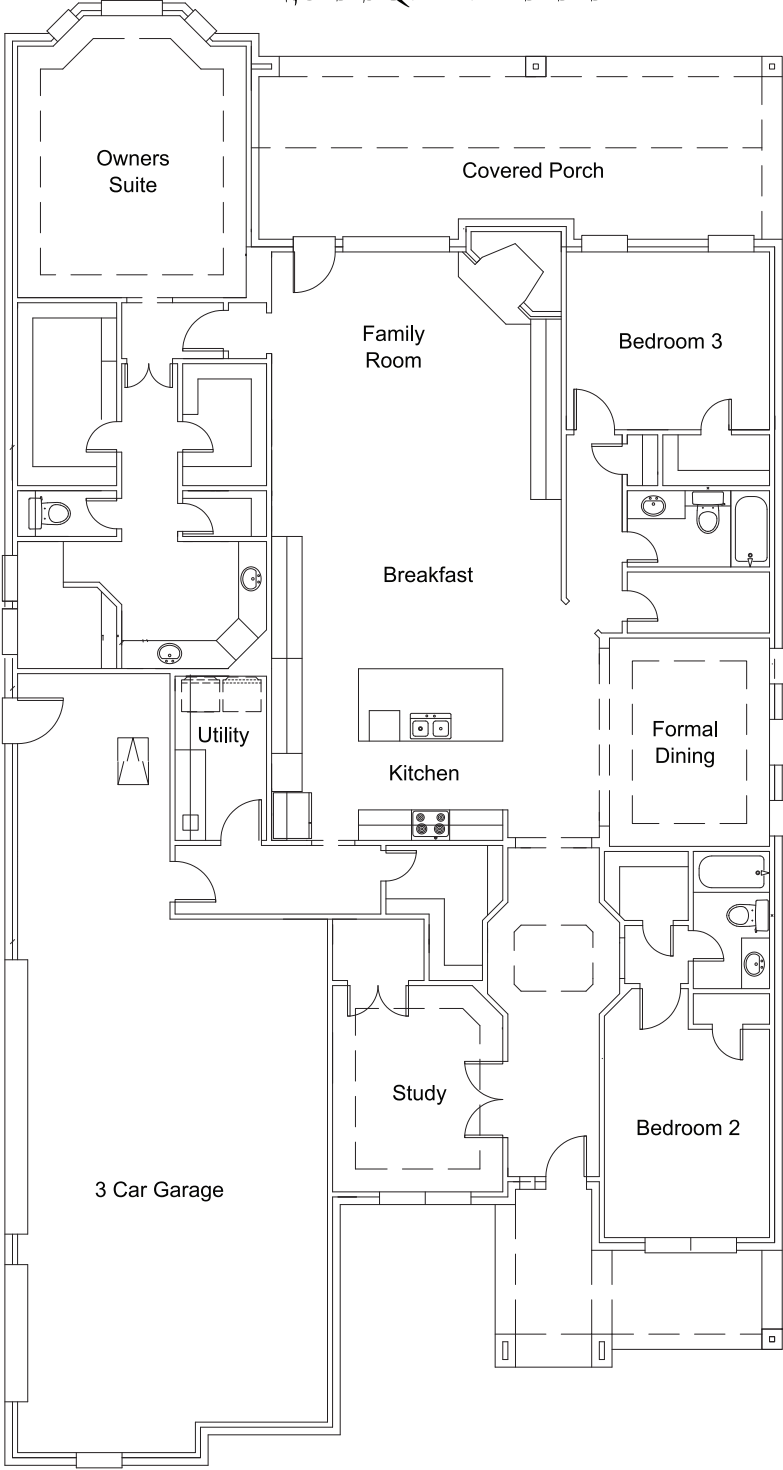 Owners
Suite
Covered Porch
Family
Room
Bedroom 3
Breakfast
Utility
Formal
Dining
Kitchen
Study
Bedroom 2
3 Car Garage